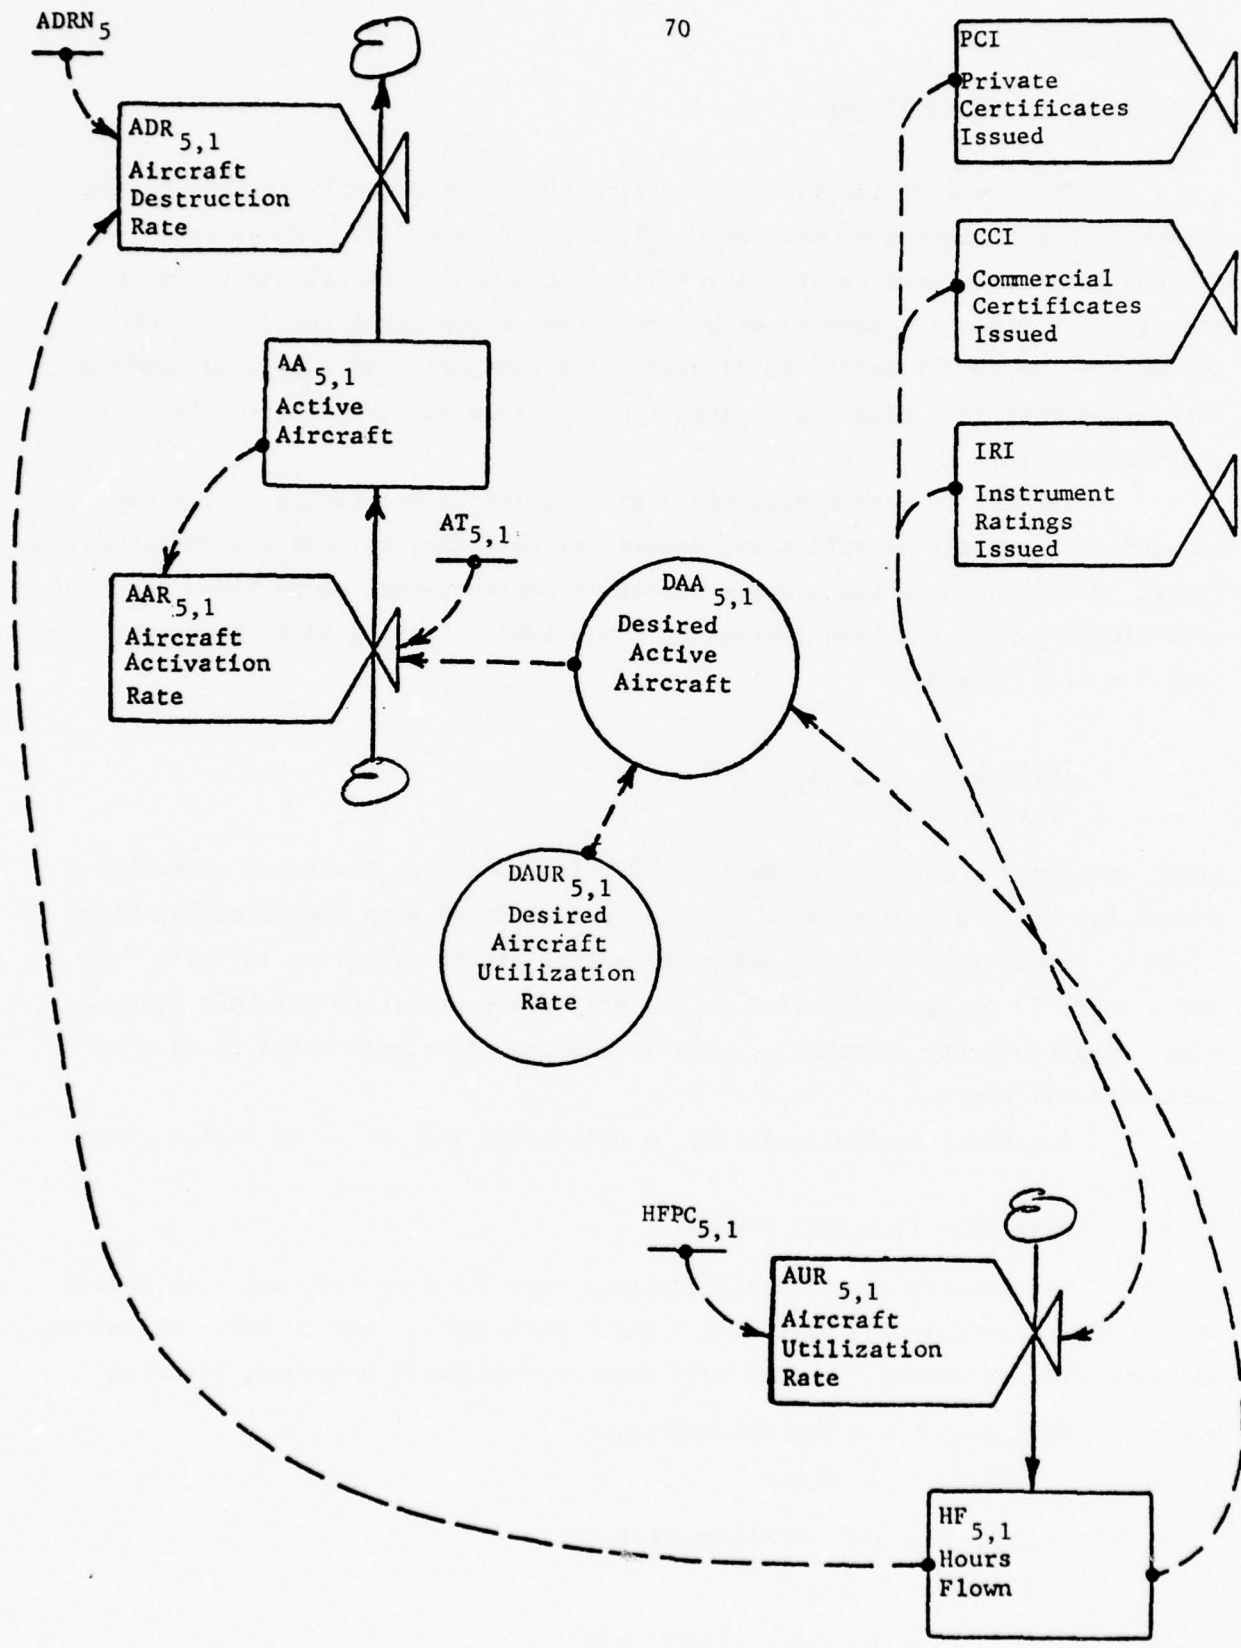 70
ADRN5
ADR5,1
Aircraft
Destruction
Rate
PCI
Private
Certificates
Issued
CCI
Commercial
Certificates
Issued
IRI
Instrument
Ratings
Issued
AA5,1
Active
Aircraft
AT5,1
AAR5,1
Aircraft
Activation
Rate
DAA5,1
Desired
Active
Aircraft
DAUR5,1
Desired
Aircraft
Utilization
Rate
HFPC5,1
AUR5,1
Aircraft
Utilization
Rate
HF5,1
Hours
Flown